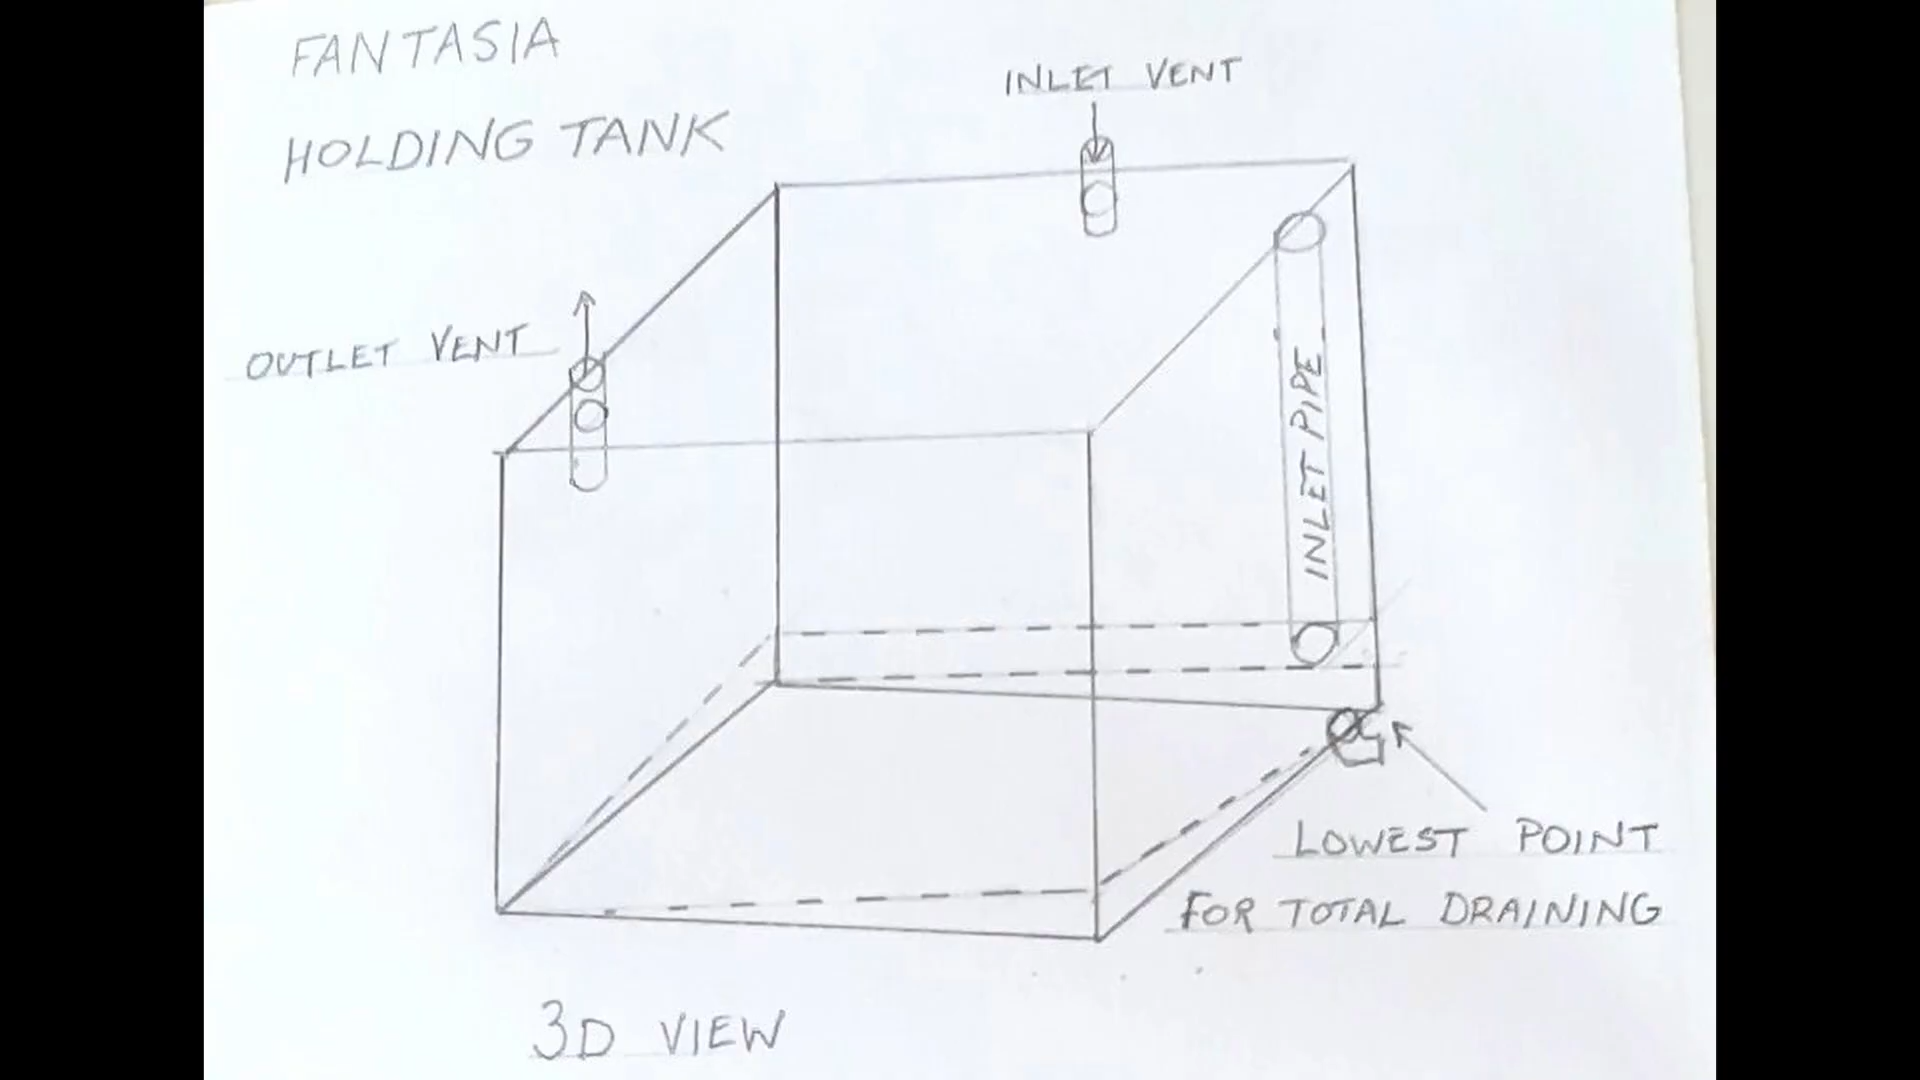 FANTASIA
HOLDING TANK
INLET VENT
OUTLET VENT
INLET PIPE
LOWEST POINT
FOR TOTAL DRAINING
3D VIEW